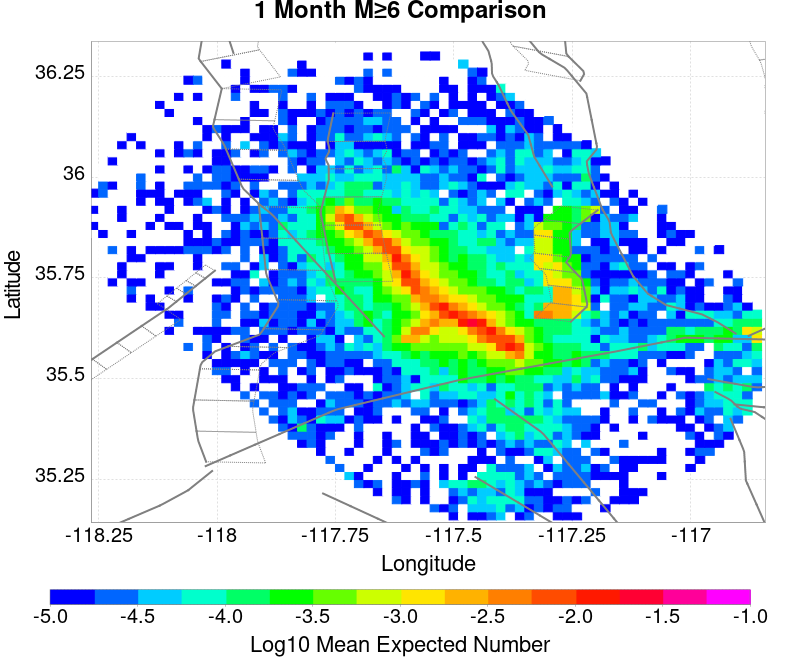 1 Month M≥6 Comparison
36.25
36
35.75
35.5
35.25
Latitude
-118.25 -118 -117.75 -117.5 -117.25 -117
Longitude
-5.0 -4.5 -4.0 -3.5 -3.0 -2.5 -2.0 -1.5 -1.0
Log10 Mean Expected Number